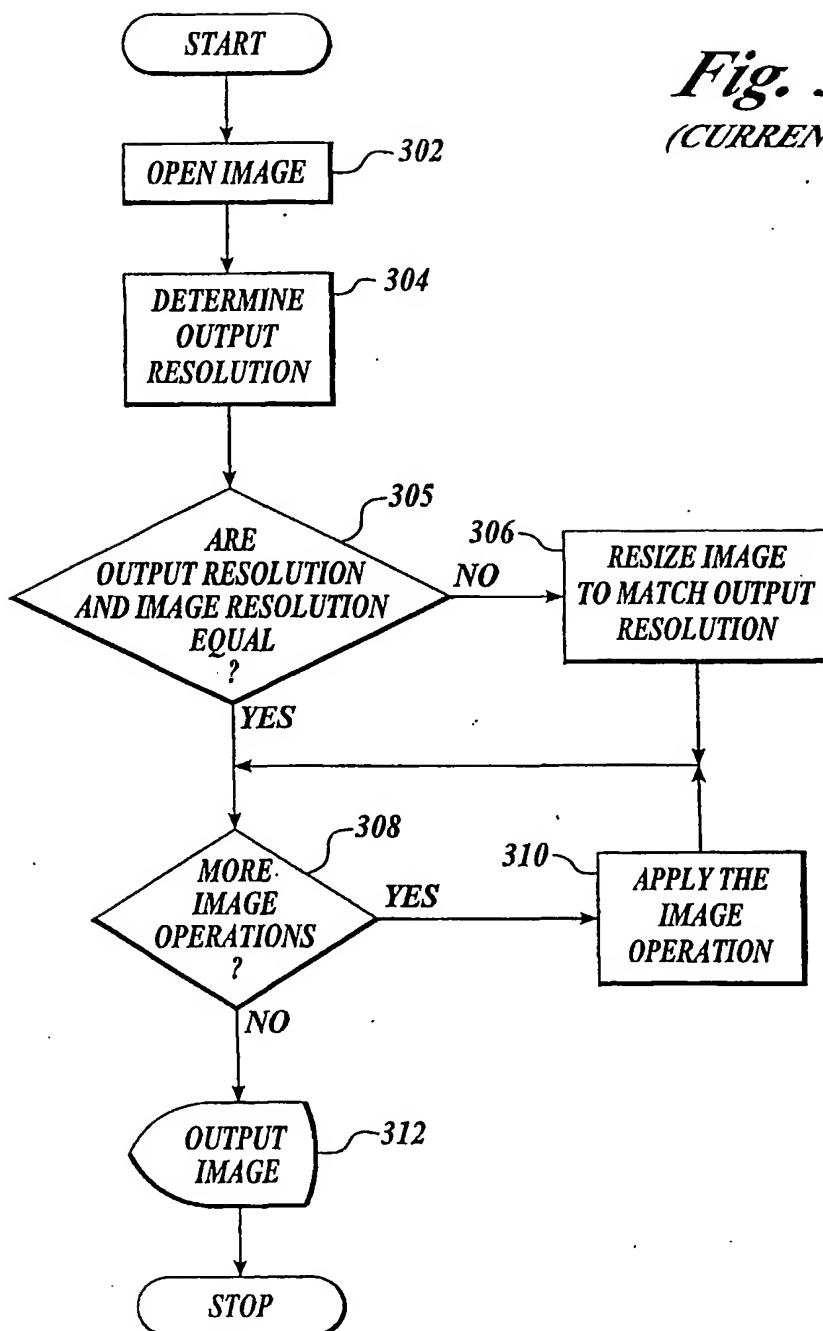 START
Fig.
(CURREN
302
OPEN IMAGE
304
DETERMINE
OUTPUT
RESOLUTION
305
ARE
OUTPUT RESOLUTION
AND IMAGE RESOLUTION
EQUAL
?
NO
306
RESIZE IMAGE
TO MATCH OUTPUT
RESOLUTION
YES
308
MORE
IMAGE
OPERATIONS
?
YES
310
APPLY THE
IMAGE
OPERATION
NO
OUTPUT
IMAGE
312
STOP